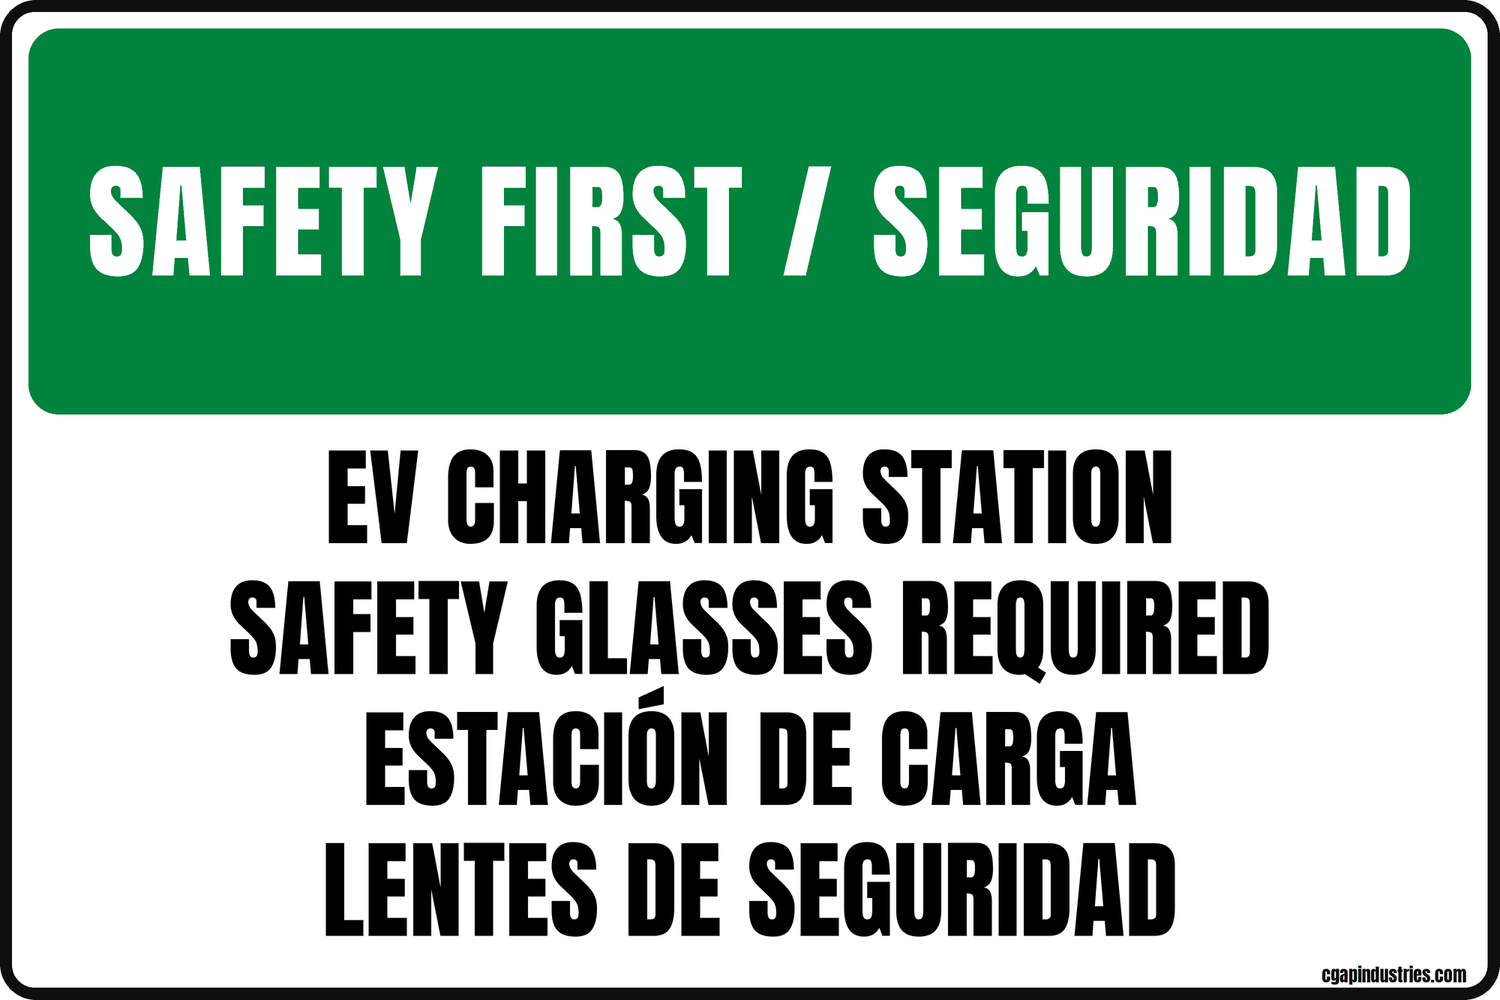 SAFETY FIRST / SEGURIDAD
EV CHARGING STATION
SAFETY GLASSES REQUIRED
ESTACIÓN DE CARGA
LENTES DE SEGURIDAD
cgapindustries.com